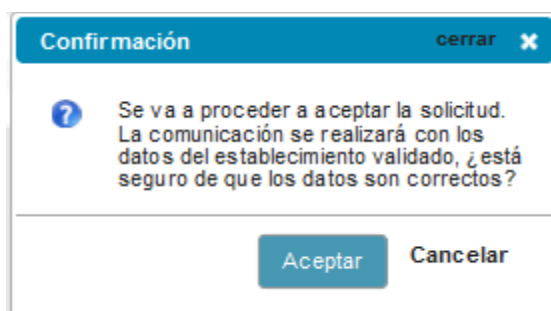 Confirmación cerrar ✖
Se va a proceder a aceptar la solicitud.
La comunicación se realizará con los
datos del establecimiento validado, ¿está
seguro de que los datos son correctos?
Aceptar Cancelar